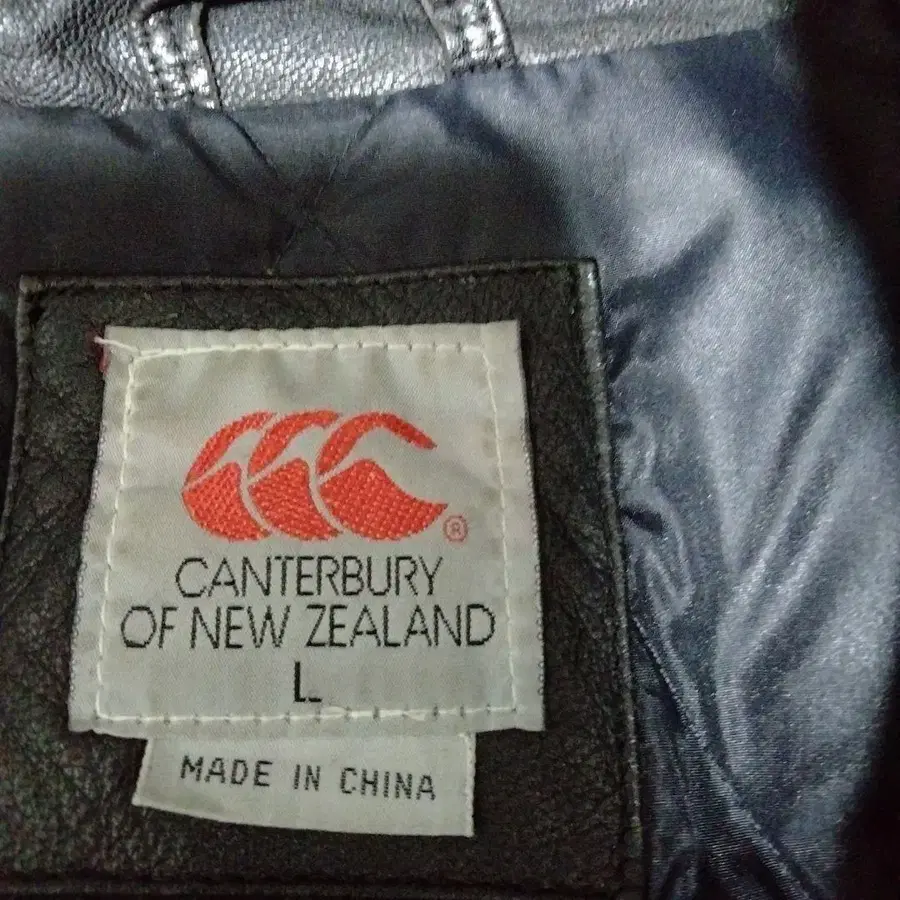 ®
CANTERBURY
OF NEW ZEALAND
L
MADE IN CHINA